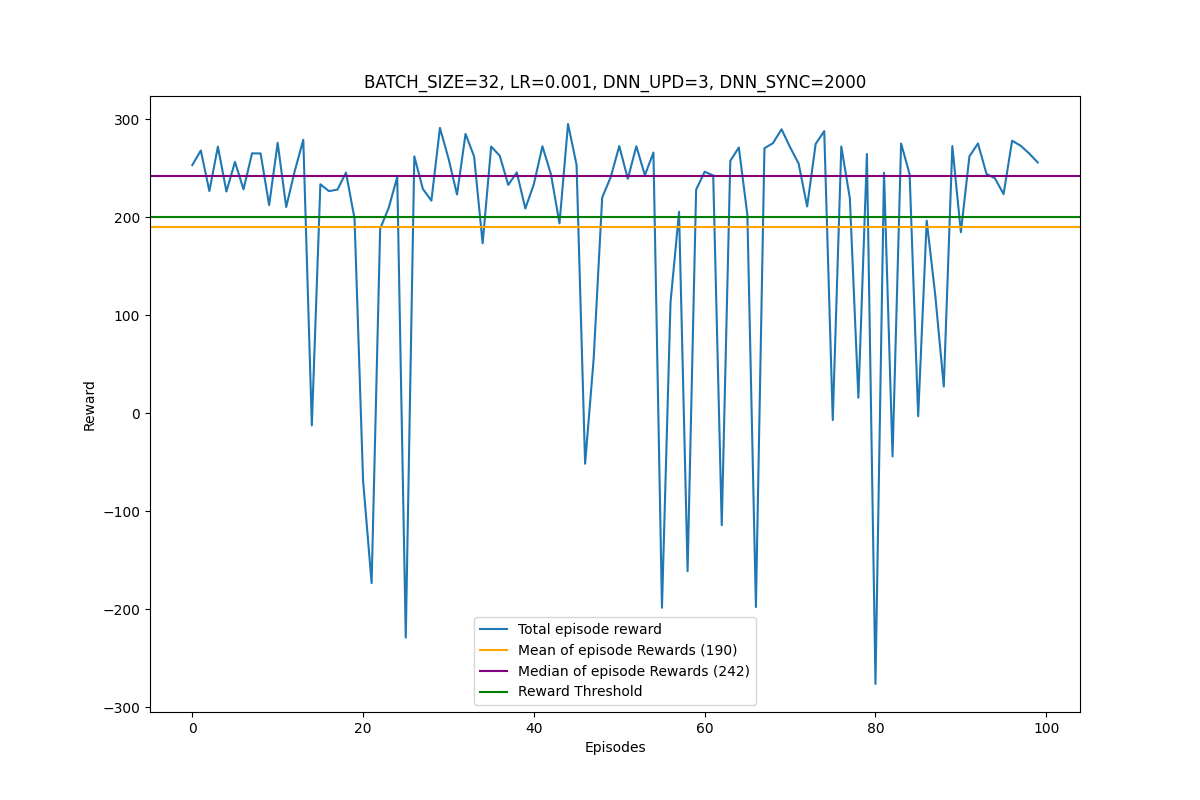 BATCH_SIZE=32, LR=0.001, DNN_UPD=3, DNN_SYNC=2000
300
200
100
0
−100
−200
−300
Reward
Total episode reward
Mean of episode Rewards (190)
Median of episode Rewards (242)
Reward Threshold
0 20 40 60 80 100
Episodes